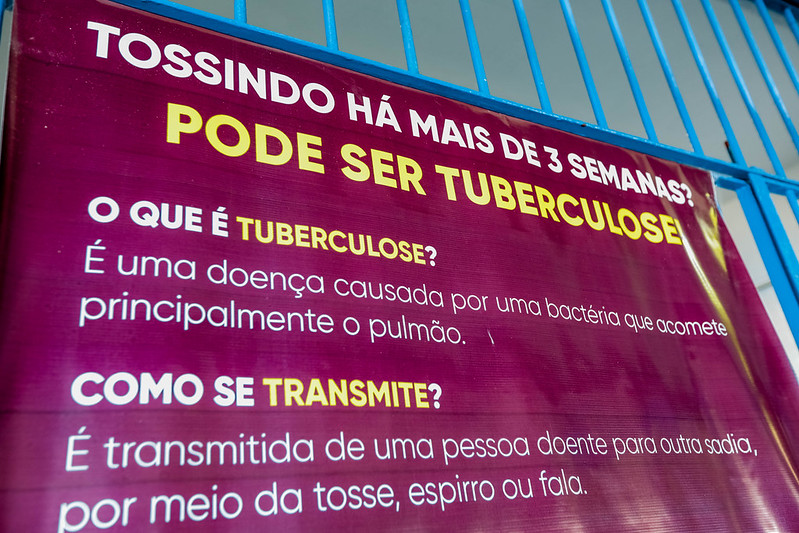 TOSSINDO HÁ MAIS DE 3 SEMANAS?
PODE SER TUBERCULOSE!
O QUE É TUBERCULOSE?
É uma doença causada por uma bactéria que acomete
principalmente o pulmão.
COMO SE TRANSMITE?
É transmitida de uma pessoa doente para outra sadia,
por meio da tosse, espirro ou fala.